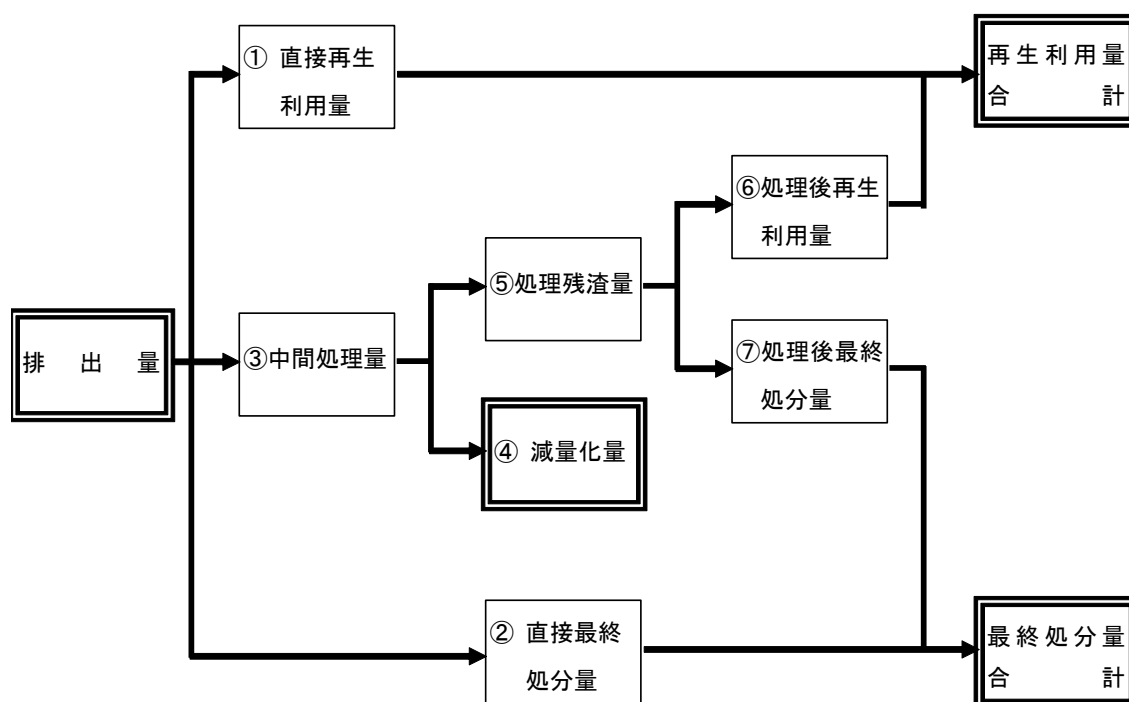 ① 直接再生
利用量
再生利用量
合計
⑥処理後再生
利用量
⑤処理残渣量
排出量
③中間処理量
⑦処理後最終
処分量
④ 減量化量
② 直接最終
処分量
最終処分量
合計